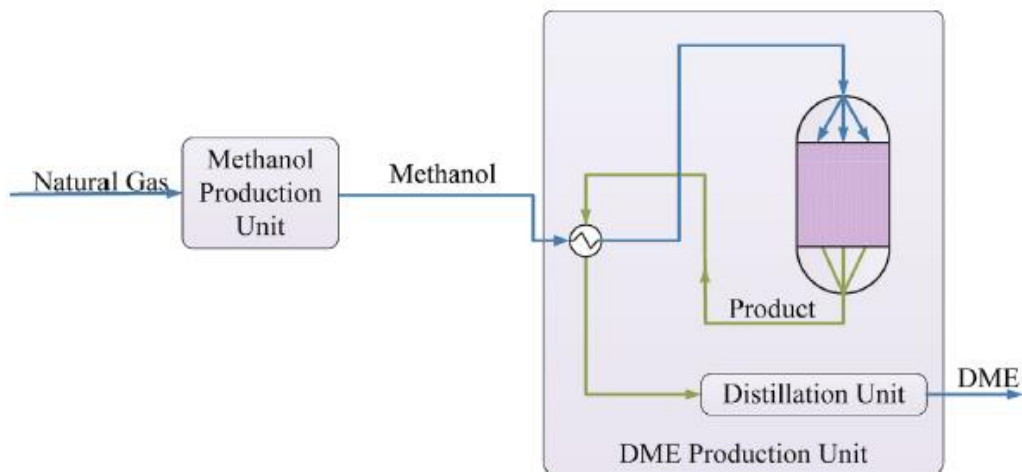 Natural Gas
Methanol
Production
Unit
Methanol
Product
Distillation Unit
DME
DME Production Unit